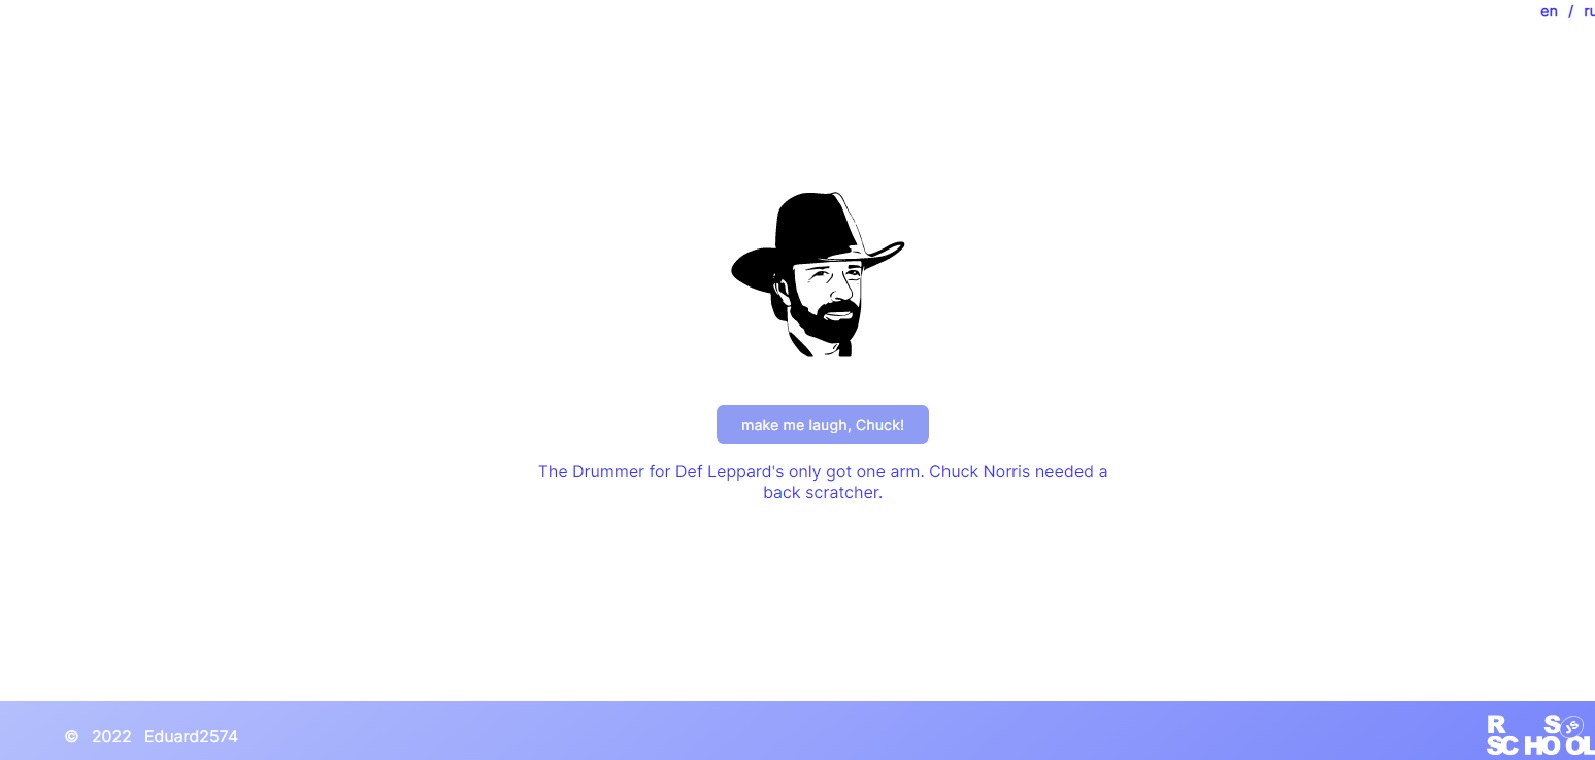 en / ru
make me laugh, Chuck!
The Drummer for Def Leppard's only got one arm. Chuck Norris needed a
back scratcher.
© 2022 Eduard2574
R S JS
SCHOOL